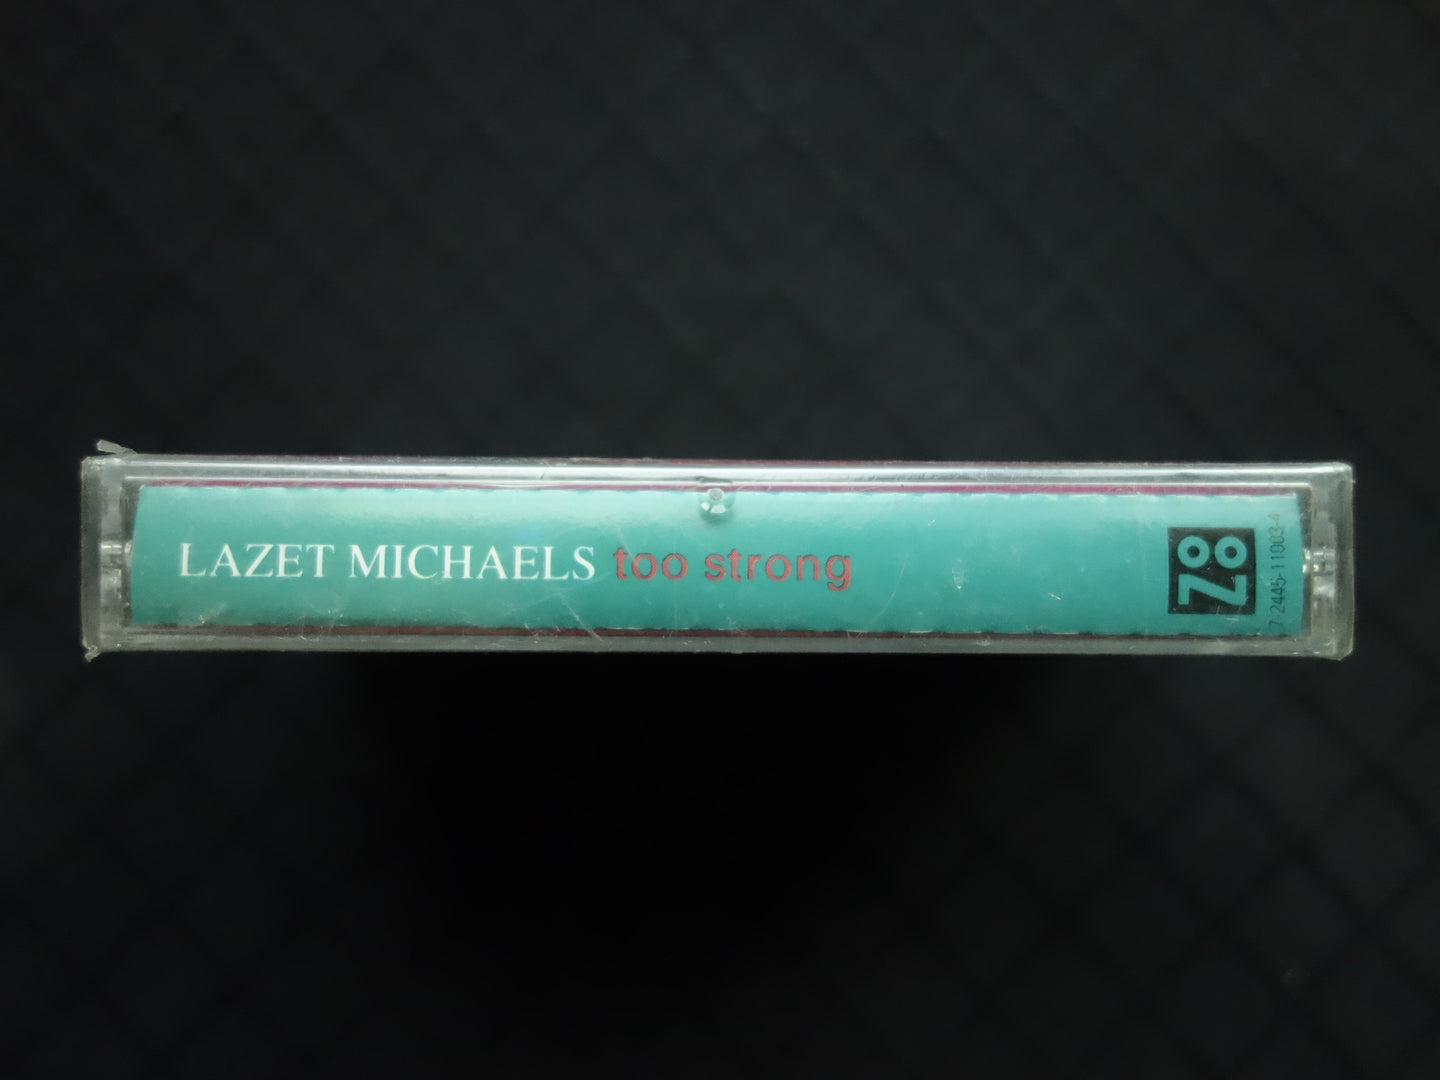 LAZET MICHAELS too strong
ZOO
7 2445-11003-4